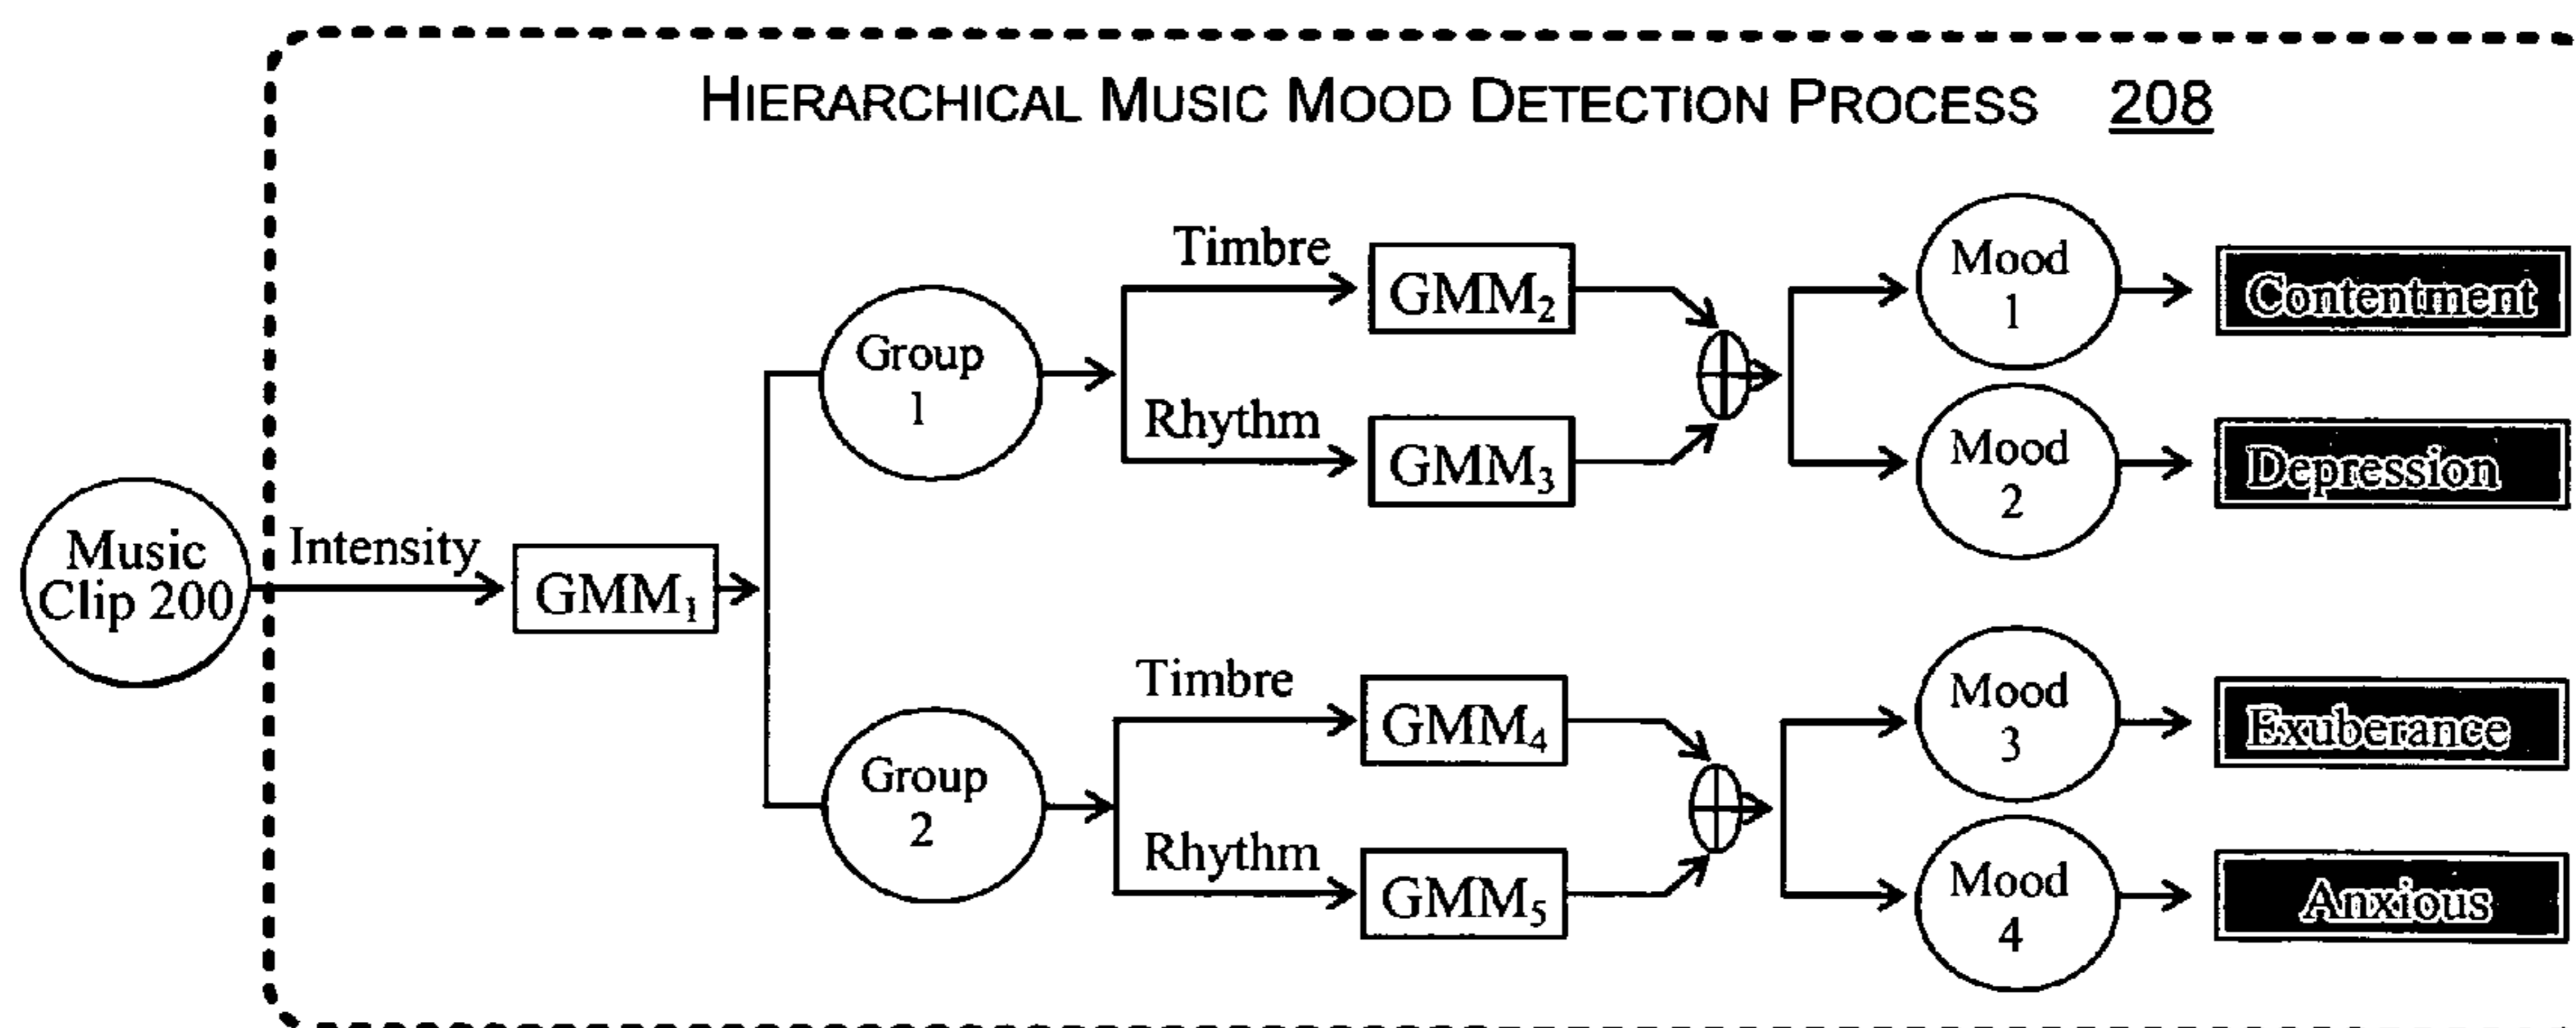 HIERARCHICAL MUSIC MOOD DETECTION PROCESS 208
Music
Clip 200
Intensity
GMM₁
Group
1
Timbre
GMM₂
Rhythm
GMM₃
Mood
1
Contentment
Mood
2
Depression
Group
2
Timbre
GMM₄
Rhythm
GMM₅
Mood
3
Exuberance
Mood
4
Anxious